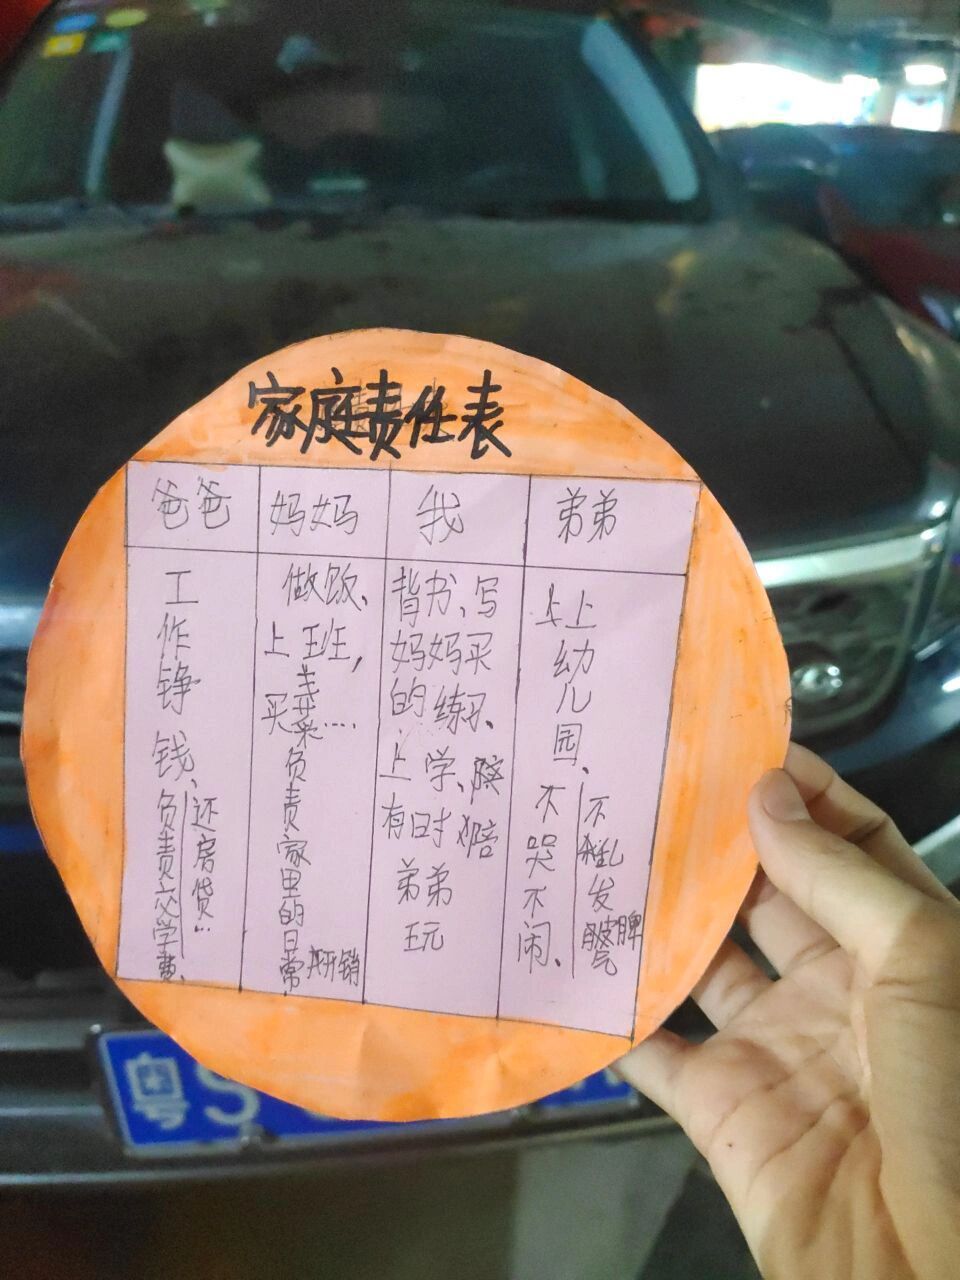 家庭责任表
爸爸
妈妈
我
弟弟
工作铮钱、负责交学费、
还房贷…
做饭、
上班,
买菜…
负责家里的日常开销
背书、写
妈妈买
的练习、
上学、
有时陪
弟弟
玩
上幼儿园、
不哭不闹、
不乱发脾气
粤S